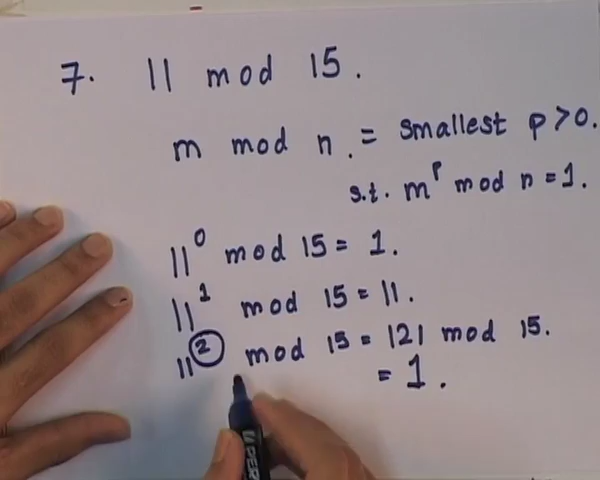 7. 11 mod 15.
m mod n. = smallest p>0.
s.t. m^p mod n = 1.
11^0 mod 15 = 1.
11^1 mod 15 = 11.
11^2 mod 15 = 121 mod 15.
= 1.